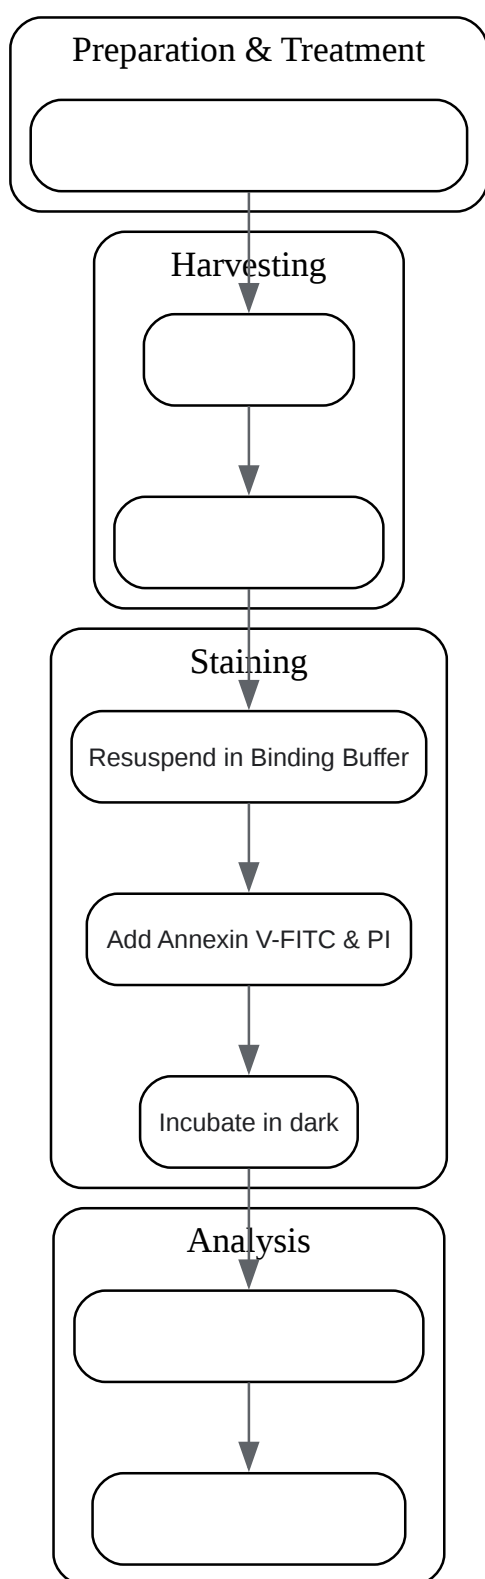 Preparation & Treatment
Harvesting
Staining
Resuspend in Binding Buffer
Add Annexin V-FITC & PI
Incubate in dark
Analysis